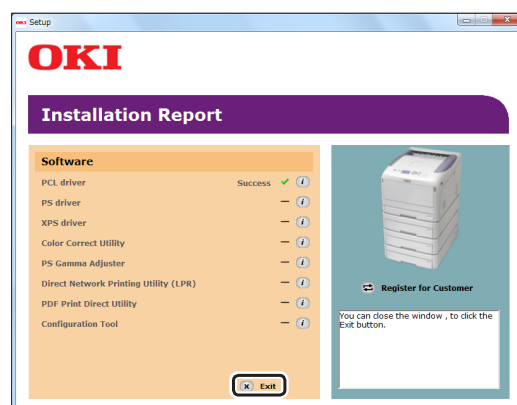 OKI Setup
OKI
Installation Report
Software
PCL driver Success
PS driver
XPS driver
Color Correct Utility
PS Gamma Adjuster
Direct Network Printing Utility (LPR)
PDF Print Direct Utility
Configuration Tool
Exit
Register for Customer
You can close the window , to click the
Exit button.